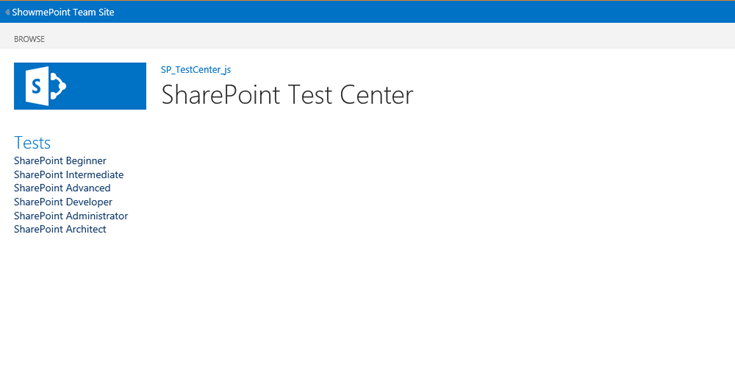 ShowmePoint Team Site
BROWSE
S
SP_TestCenter_js
SharePoint Test Center
Tests
SharePoint Beginner
SharePoint Intermediate
SharePoint Advanced
SharePoint Developer
SharePoint Administrator
SharePoint Architect